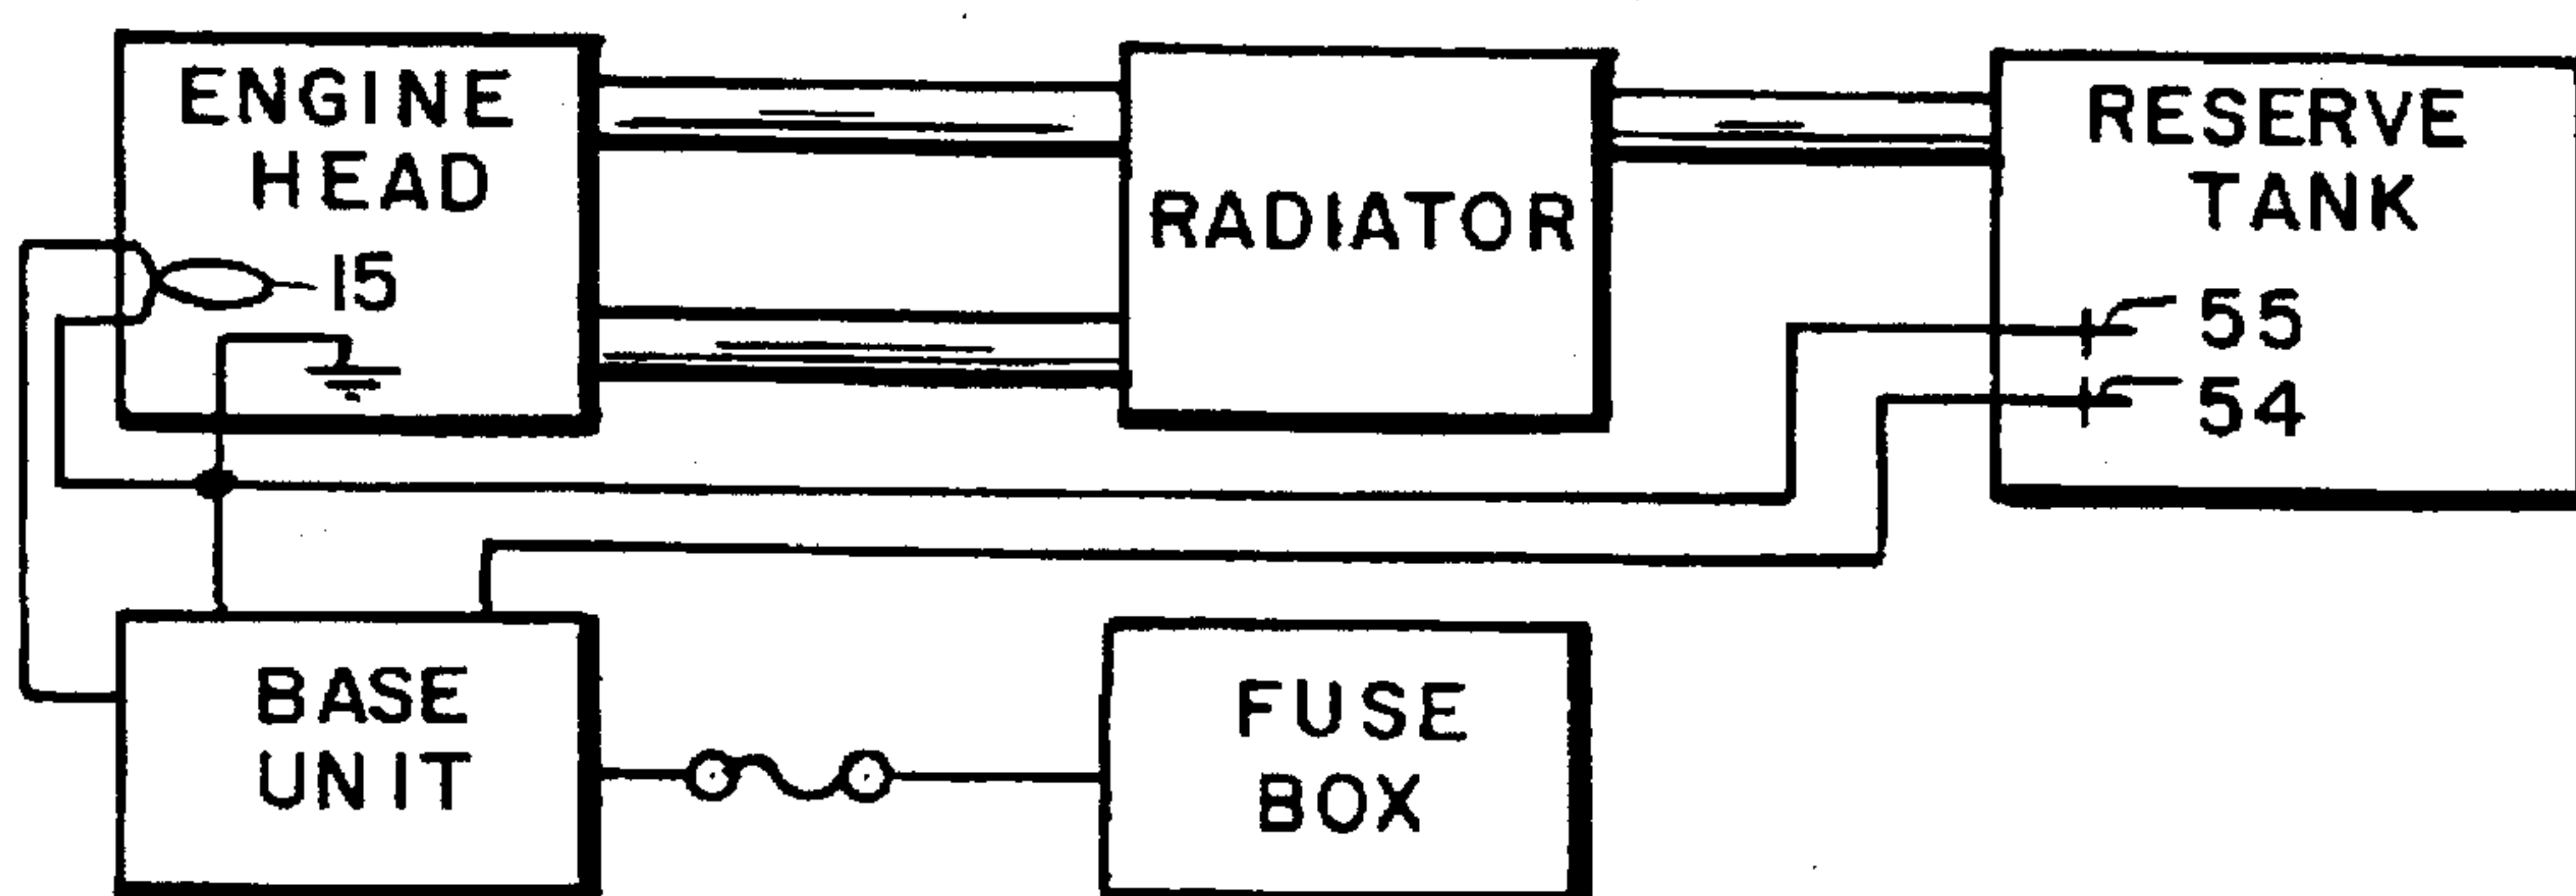 ENGINE
HEAD
15
RADIATOR
RESERVE
TANK
55
54
BASE
UNIT
FUSE
BOX